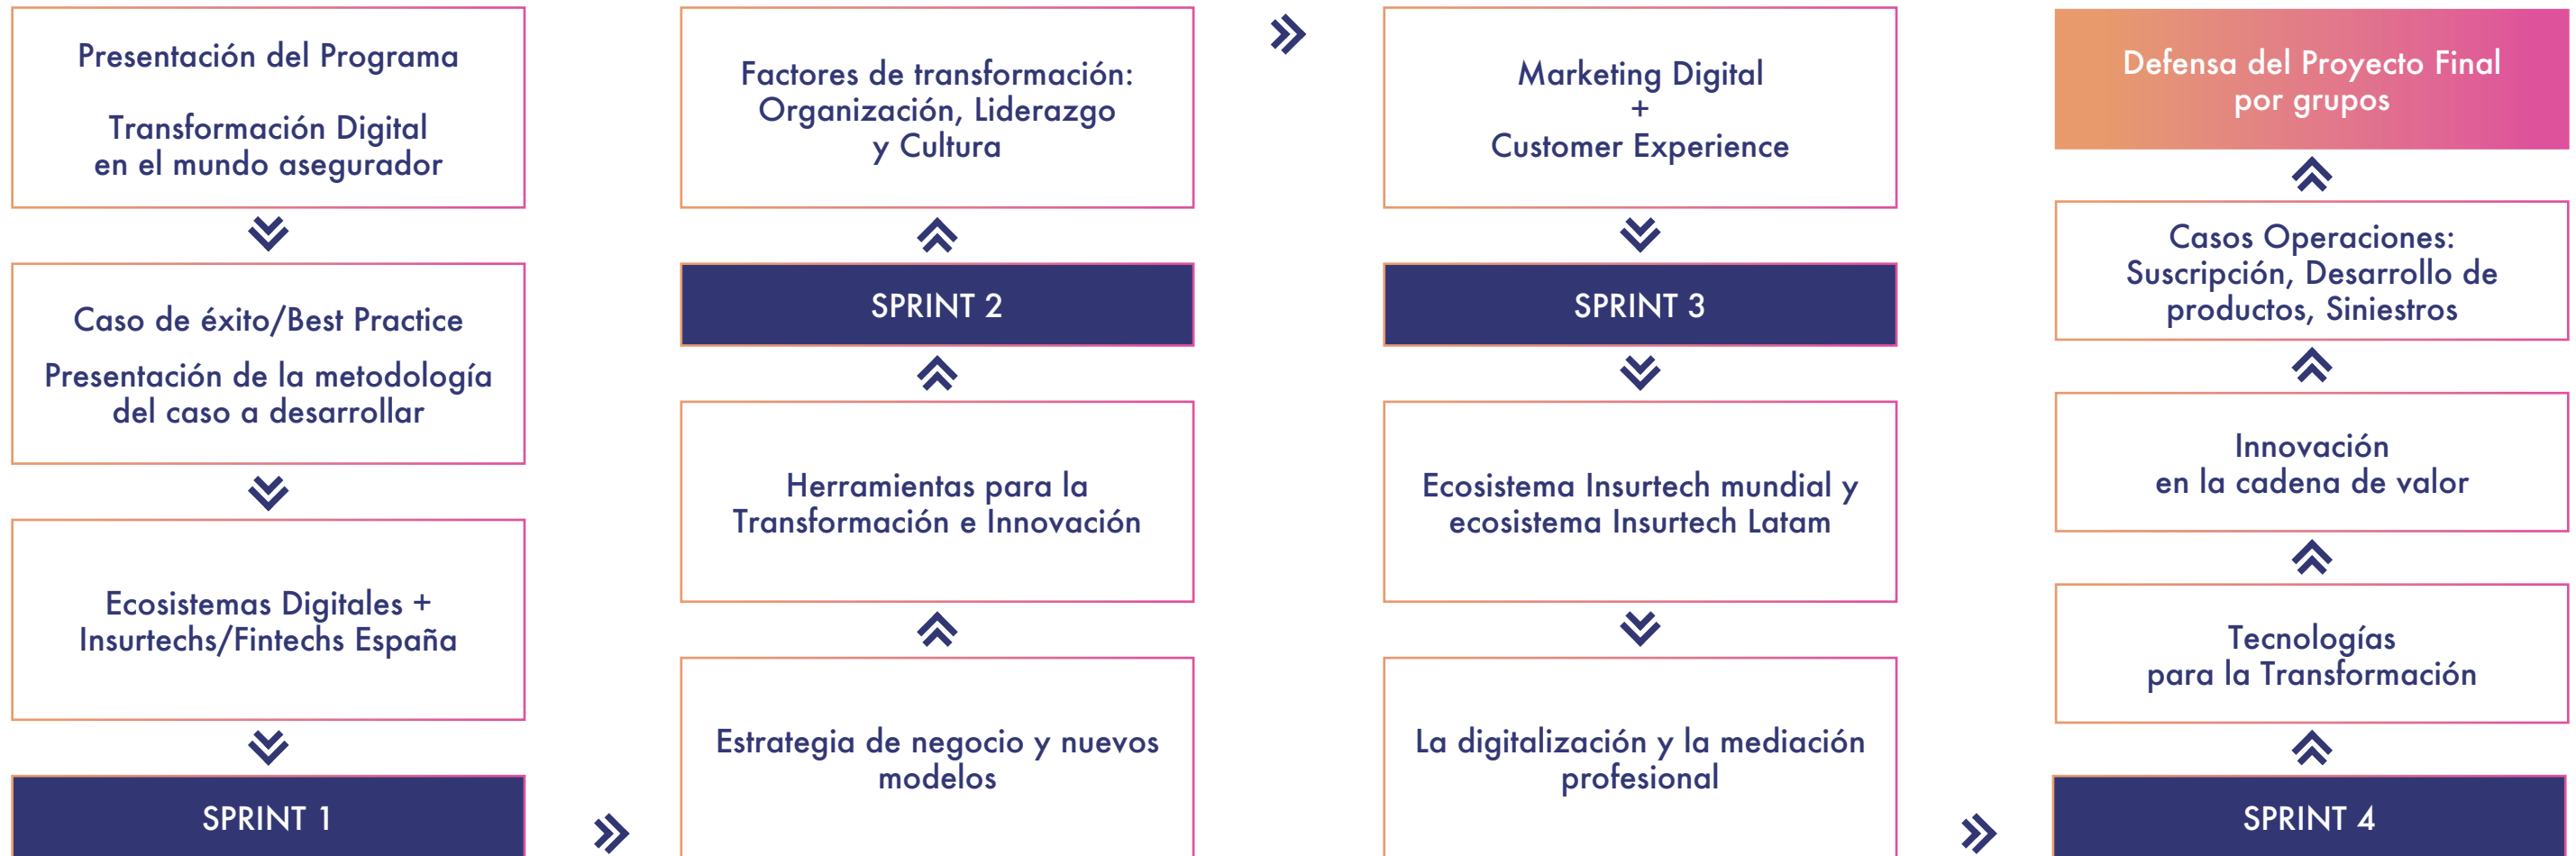 Presentación del Programa
Transformación Digital
en el mundo asegurador
Caso de éxito/Best Practice
Presentación de la metodología
del caso a desarrollar
Ecosistemas Digitales +
Insurtechs/Fintechs España
SPRINT 1
Estrategia de negocio y nuevos
modelos
Herramientas para la
Transformación e Innovación
SPRINT 2
Factores de transformación:
Organización, Liderazgo
y Cultura
Marketing Digital
+
Customer Experience
SPRINT 3
Ecosistema Insurtech mundial y
ecosistema Insurtech Latam
La digitalización y la mediación
profesional
SPRINT 4
Tecnologías
para la Transformación
Innovación
en la cadena de valor
Casos Operaciones:
Suscripción, Desarrollo de
productos, Siniestros
Defensa del Proyecto Final
por grupos